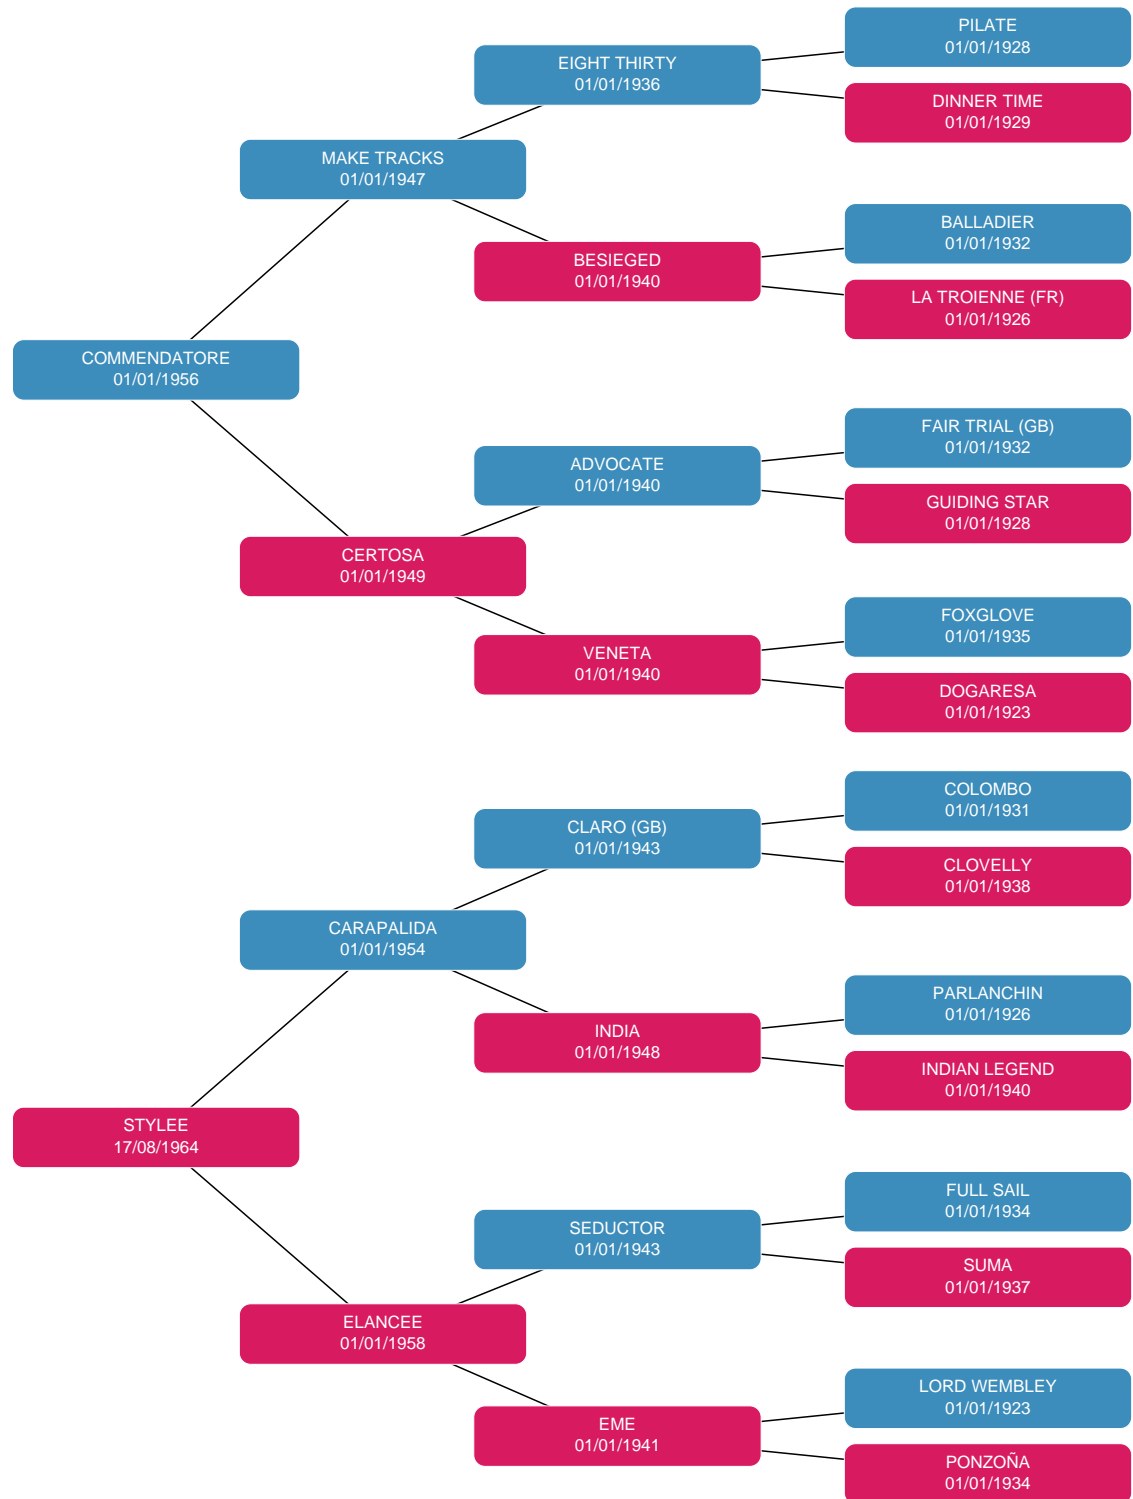 PILATE
01/01/1928
EIGHT THIRTY
01/01/1936
DINNER TIME
01/01/1929
MAKE TRACKS
01/01/1947
BALLADIER
01/01/1932
BESIEGED
01/01/1940
LA TROIENNE (FR)
01/01/1926
COMMENDATORE
01/01/1956
FAIR TRIAL (GB)
01/01/1932
ADVOCATE
01/01/1940
GUIDING STAR
01/01/1928
CERTOSA
01/01/1949
FOXGLOVE
01/01/1935
VENETA
01/01/1940
DOGARESA
01/01/1923
COLOMBO
01/01/1931
CLARO (GB)
01/01/1943
CLOVELLY
01/01/1938
CARAPALIDA
01/01/1954
PARLANCHIN
01/01/1926
INDIA
01/01/1948
INDIAN LEGEND
01/01/1940
STYLEE
17/08/1964
FULL SAIL
01/01/1934
SEDUCTOR
01/01/1943
SUMA
01/01/1937
ELANCEE
01/01/1958
LORD WEMBLEY
01/01/1923
EME
01/01/1941
PONZOÑA
01/01/1934